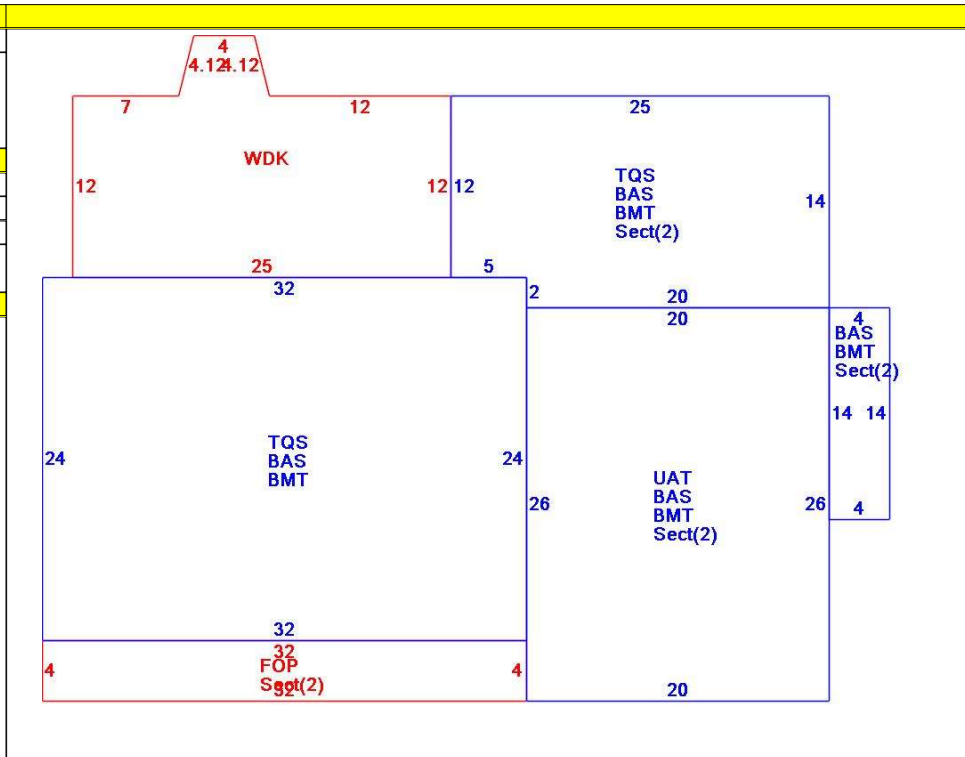 4
4.12 4.12
7
12
25
WDK
12
12
12
TQS
BAS
BMT
Sect(2)
14
25
5
32
2
20
20
4
BAS
BMT
Sect(2)
14
14
4
TQS
BAS
BMT
24
24
UAT
BAS
BMT
Sect(2)
26
26
32
32
FOP
Sect(2)
32
4
4
20